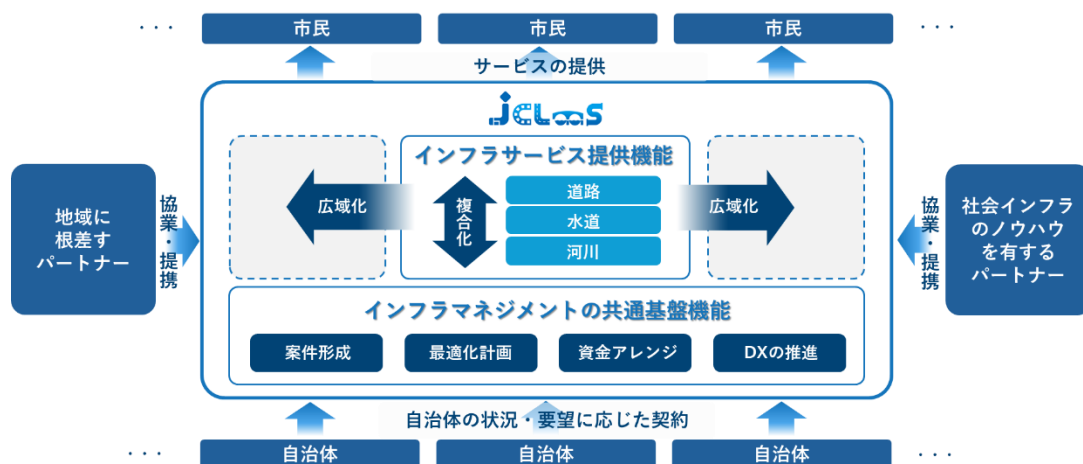 ・・・
市民
市民
市民
・・・
サービスの提供
JCLaaS
インフラサービス提供機能
広域化
複合化
道路
水道
河川
広域化
地域に
根差す
パートナー
協業・提携
協業・提携
社会インフラ
のノウハウ
を有する
パートナー
インフラマネジメントの共通基盤機能
案件形成
最適化計画
資金アレンジ
DXの推進
自治体の状況・要望に応じた契約
・・・
自治体
自治体
自治体
・・・